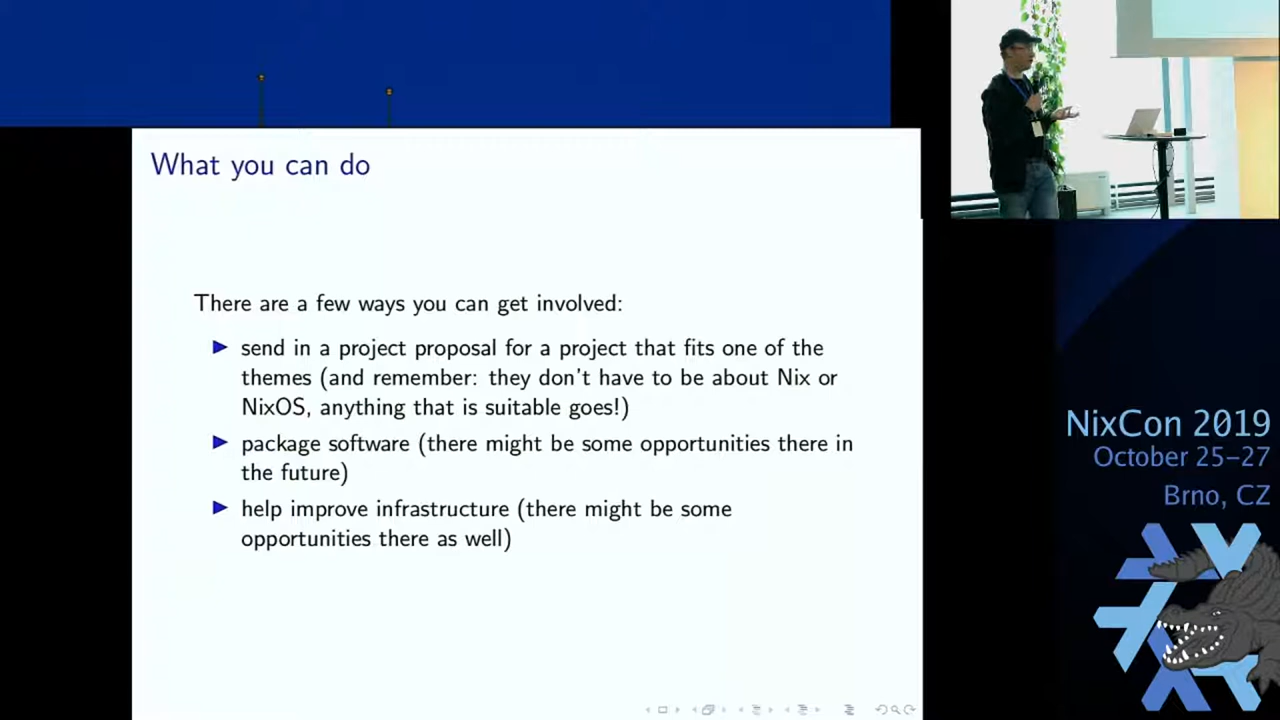 What you can do
There are a few ways you can get involved:
send in a project proposal for a project that fits one of the
themes (and remember: they don't have to be about Nix or
NixOS, anything that is suitable goes!)
package software (there might be some opportunities there in
the future)
help improve infrastructure (there might be some
opportunities there as well)
NixCon 2019
October 25–27
Brno, CZ